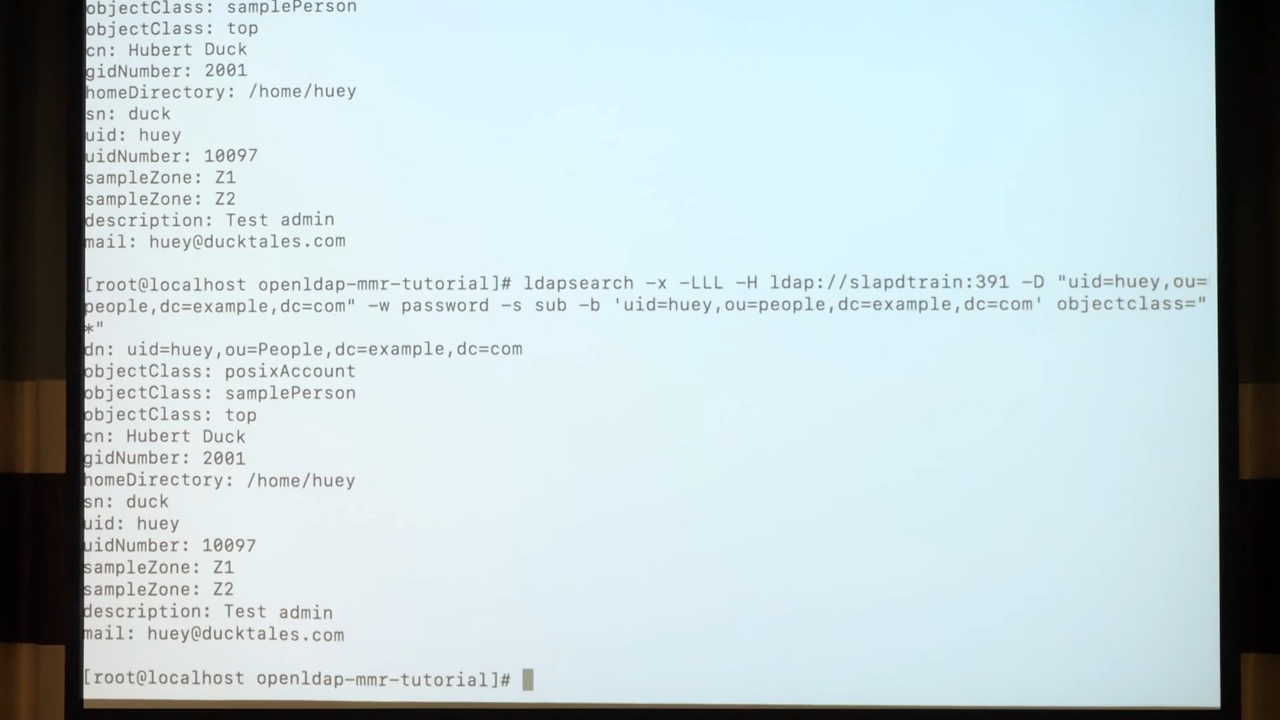 objectClass: samplePerson
objectClass: top
cn: Hubert Duck
gidNumber: 2001
homeDirectory: /home/huey
sn: duck
uid: huey
uidNumber: 10097
sampleZone: Z1
sampleZone: Z2
description: Test admin
mail: huey@ducktales.com
[root@localhost openldap-mmr-tutorial]# ldapsearch -x -LLL -H ldap://slapdtrain:391 -D "uid=huey,ou=
people,dc=example,dc=com" -w password -s sub -b 'uid=huey,ou=people,dc=example,dc=com' objectclass="
*"
dn: uid=huey,ou=People,dc=example,dc=com
objectClass: posixAccount
objectClass: samplePerson
objectClass: top
cn: Hubert Duck
gidNumber: 2001
homeDirectory: /home/huey
sn: duck
uid: huey
uidNumber: 10097
sampleZone: Z1
sampleZone: Z2
description: Test admin
mail: huey@ducktales.com
[root@localhost openldap-mmr-tutorial]#